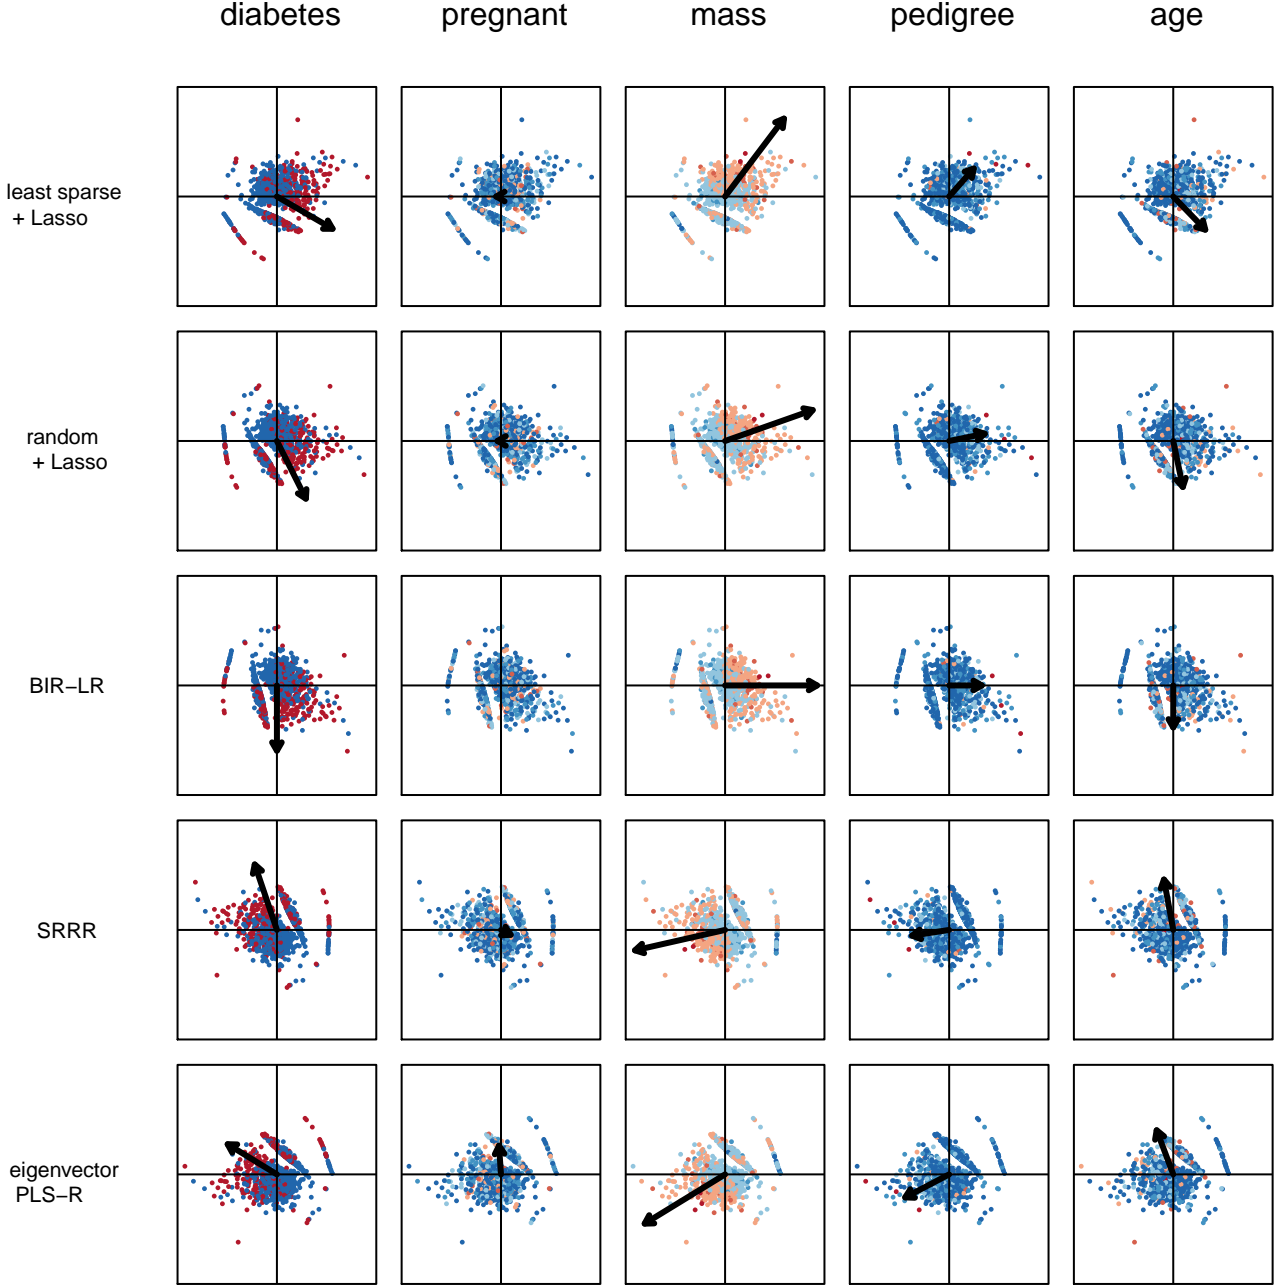 diabetes pregnant mass pedigree age
least sparse
+ Lasso
random
+ Lasso
BIR−LR
SRRR
eigenvector
PLS−R